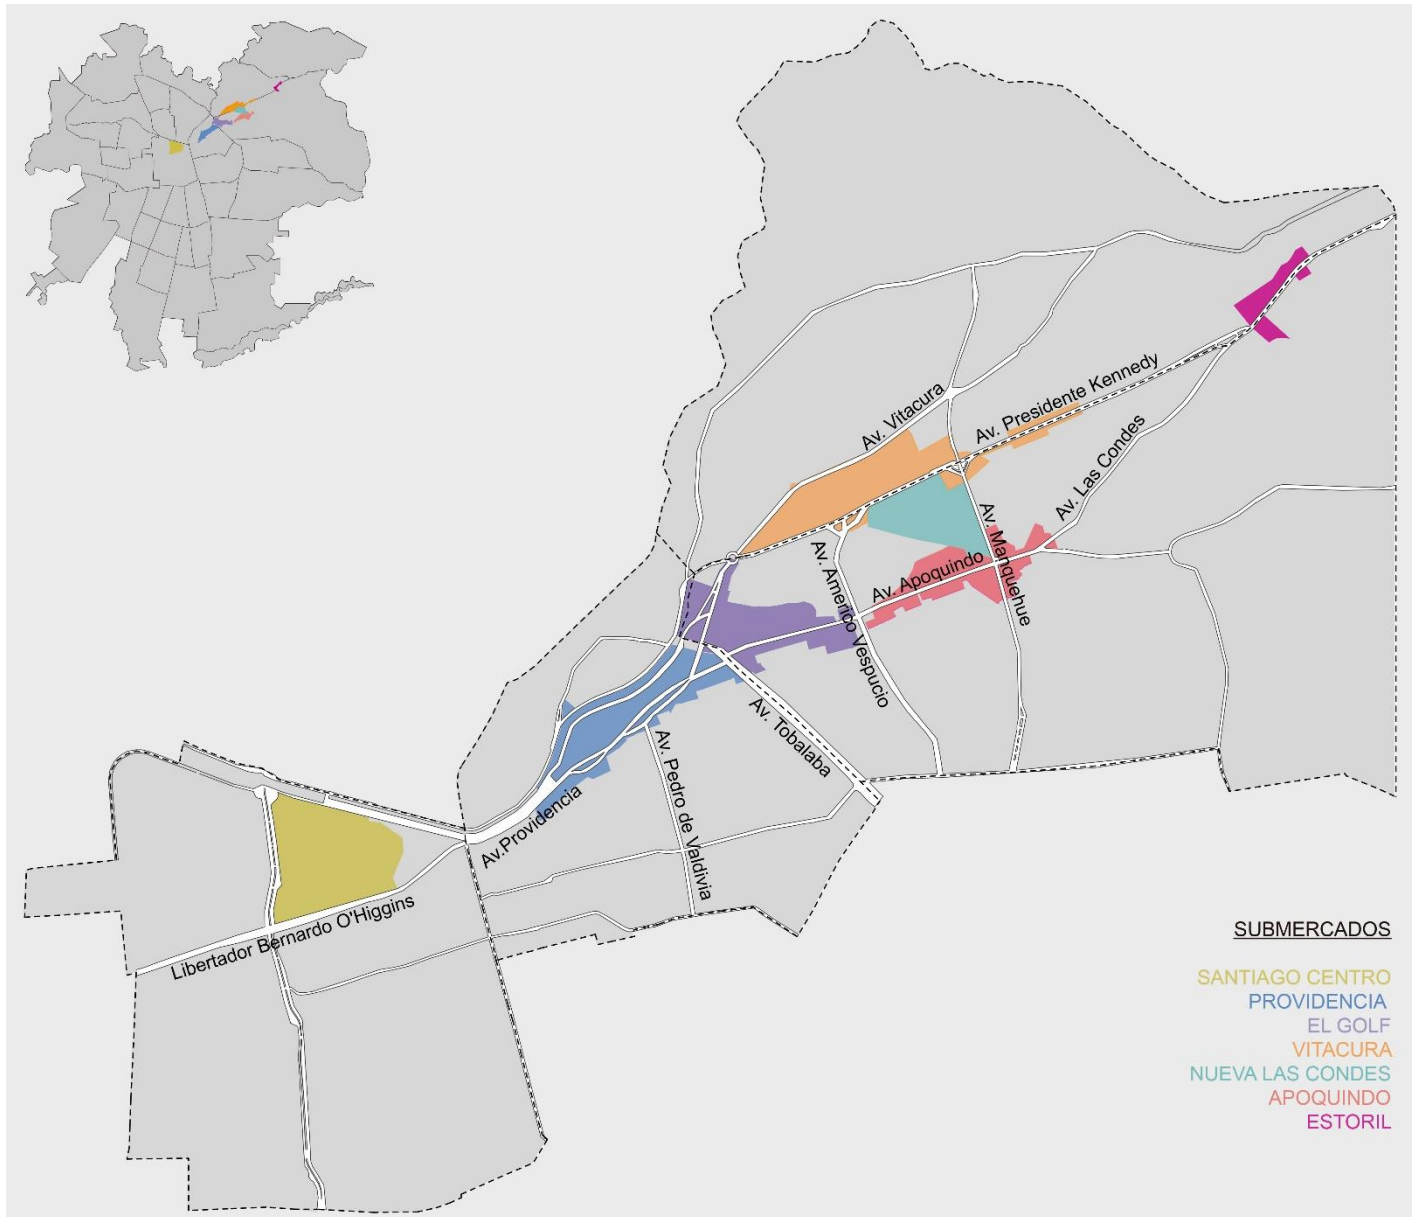 Av. Vitacura
Av. Presidente Kennedy
Av. Las Condes
Av. Manquehue
Av. Apoquindo
Av. Americo Vespucio
Av. Tobalaba
Av. Pedro de Valdivia
Av.Providencia
Libertador Bernardo O'Higgins
SUBMERCADOS
SANTIAGO CENTRO
PROVIDENCIA
EL GOLF
VITACURA
NUEVA LAS CONDES
APOQUINDO
ESTORIL